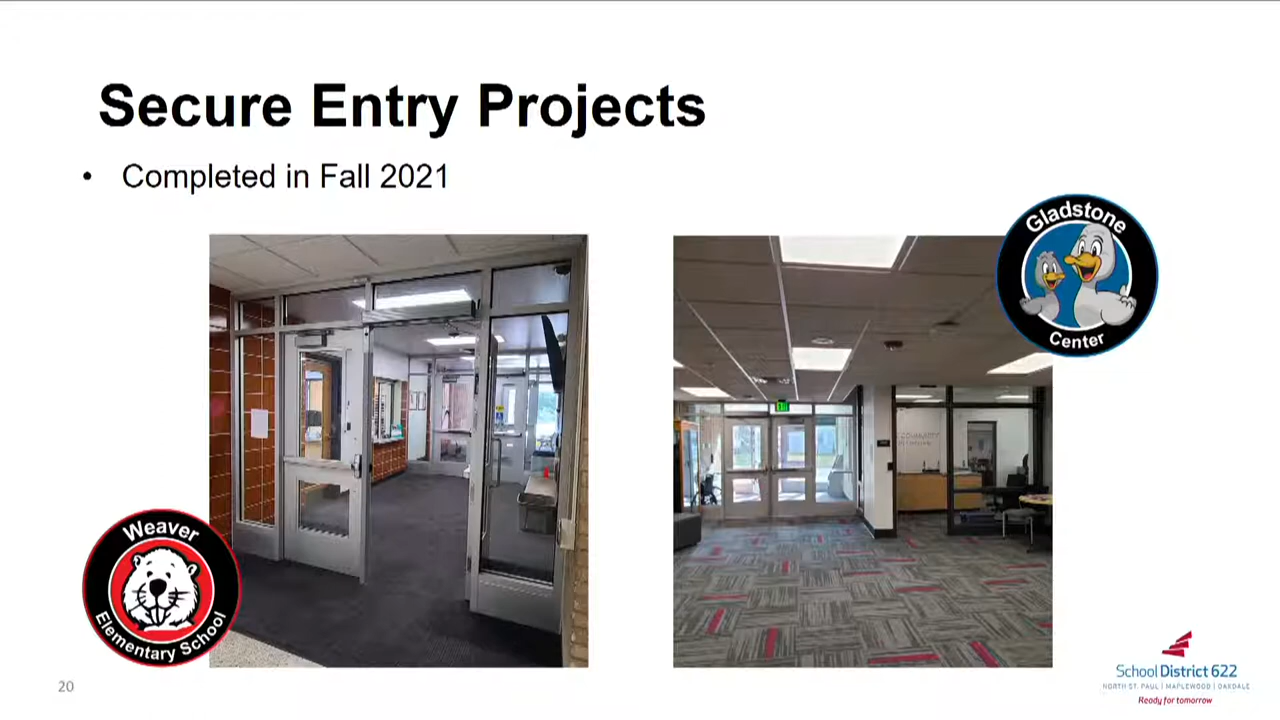 Secure Entry Projects
• Completed in Fall 2021
Gladstone
Center
COMMUNITY
Weaver
Elementary School
20
School District 622
NORTH ST. PAUL | MAPLEWOOD | OAKDALE
Ready for tomorrow